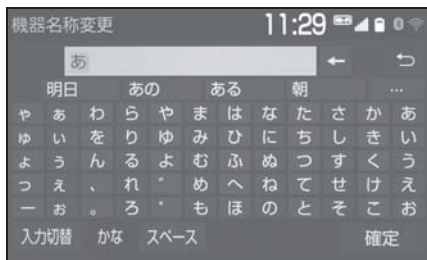 機器名称変更 11:29
あ ←
明日 あの ある 朝 …
ゃ ぁ わ ら や ま は な た さ か あ
ゅ ぃ を り ゆ み ひ に ち し き い
ょ ぅ ん る よ む ふ ぬ つ す く う
っ ぇ 、 れ ゛ め へ ね て せ け え
ー ぉ 。 ろ ゜ も ほ の と そ こ お
入力切替 かな スペース 確定